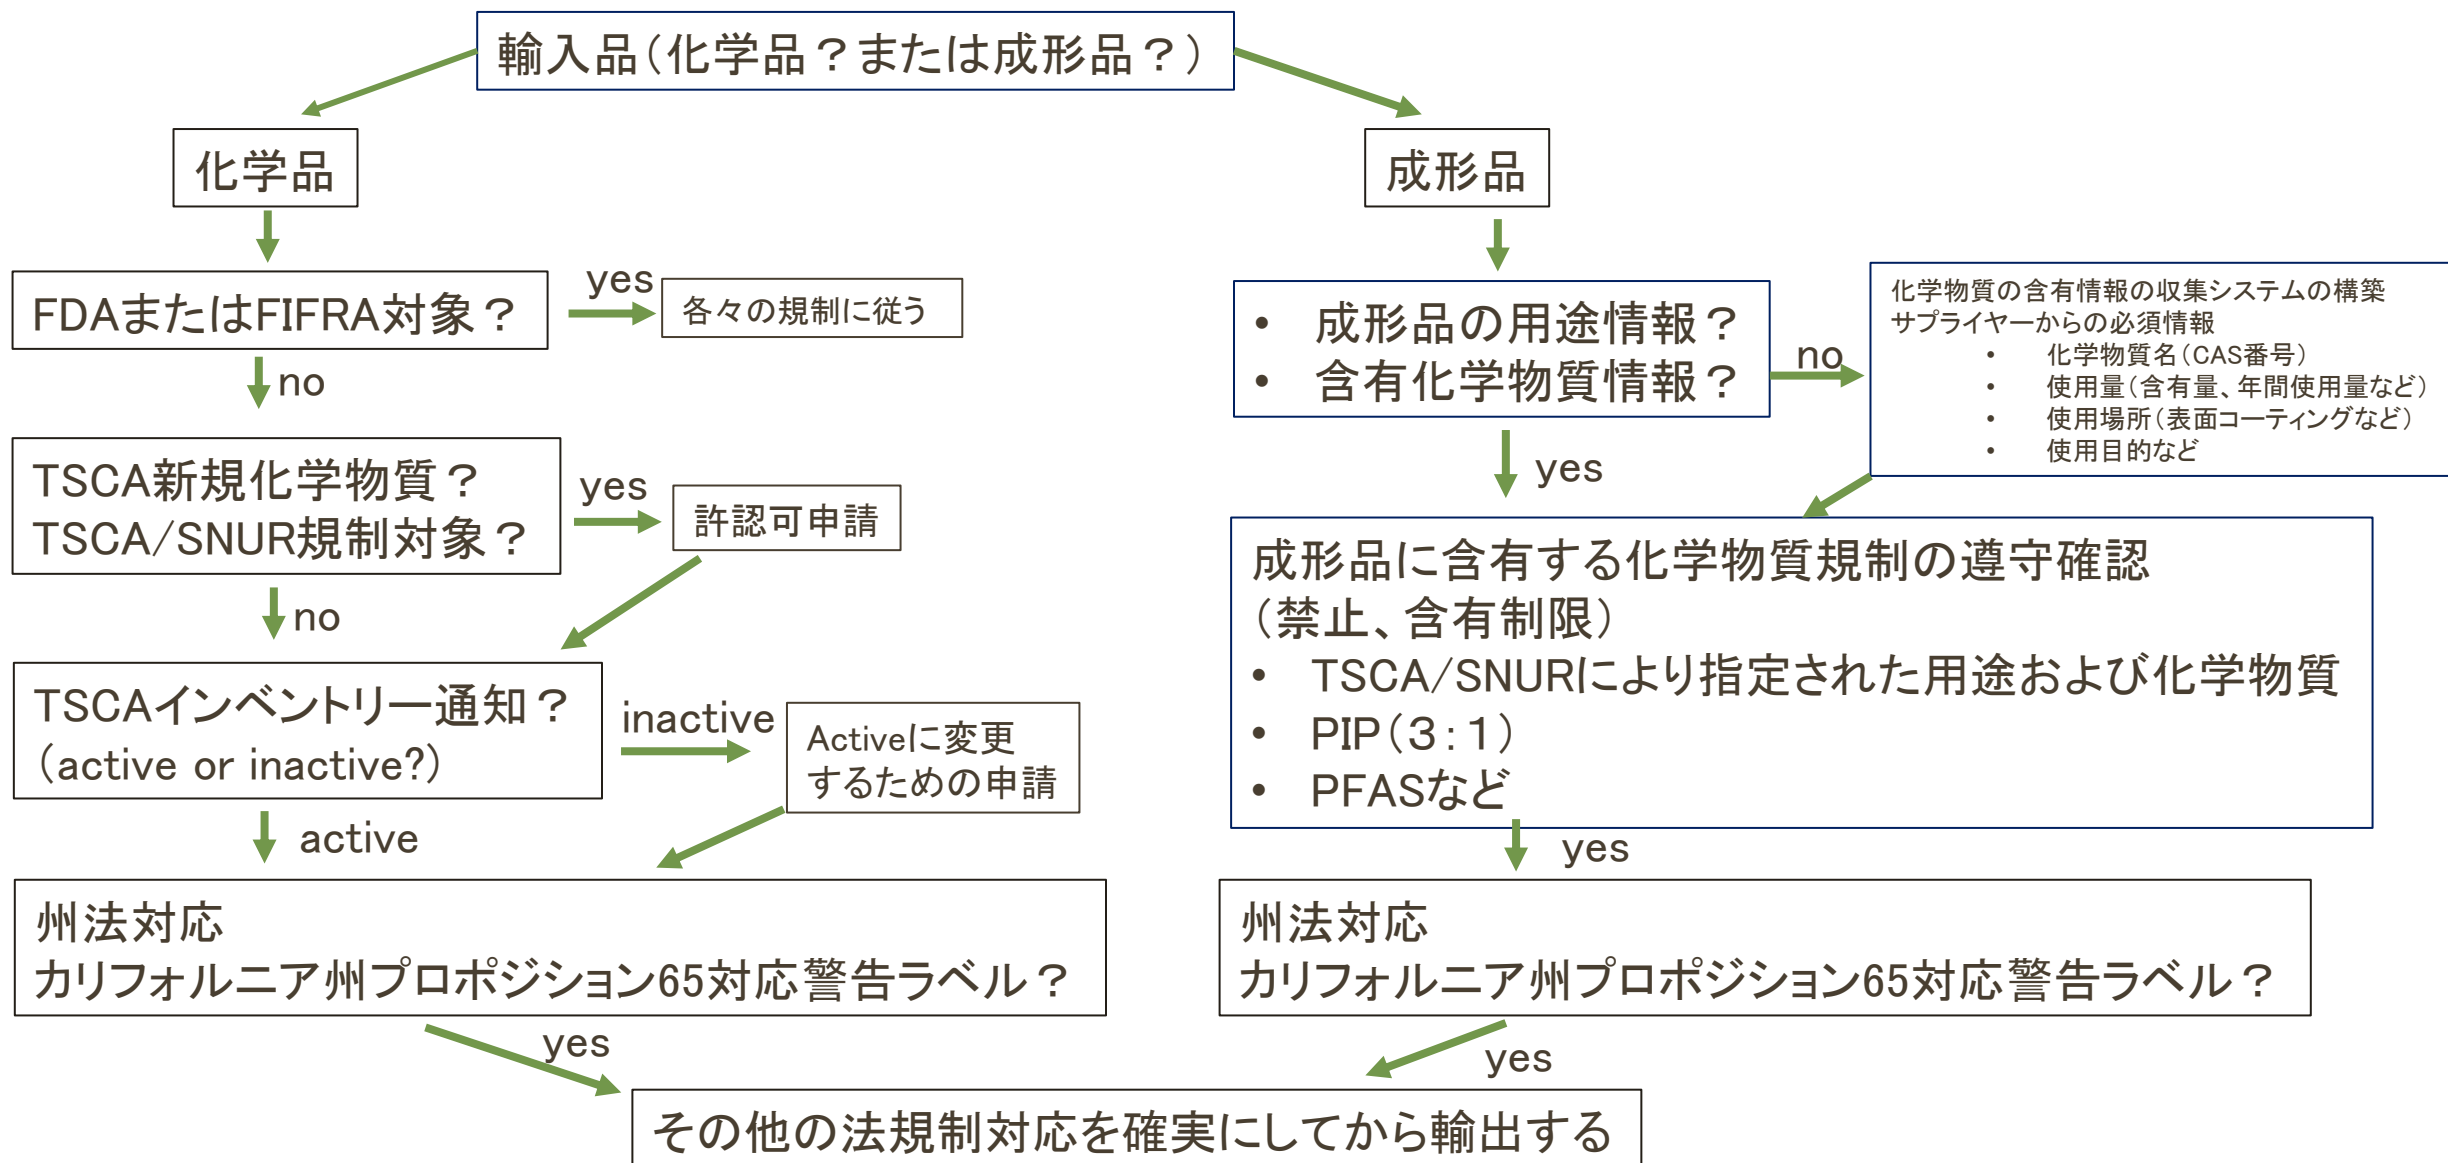 輸入品（化学品？または成形品？）
化学品
成形品
FDAまたはFIFRA対象？
yes
各々の規制に従う
no
TSCA新規化学物質？
TSCA/SNUR規制対象？
yes
許認可申請
no
TSCAインベントリー通知？
（active or inactive?）
inactive
Activeに変更
するための申請
active
州法対応
カリフォルニア州プロポジション65対応警告ラベル？
yes
• 成形品の用途情報？
• 含有化学物質情報？
no
化学物質の含有情報の収集システムの構築
サプライヤーからの必須情報
• 化学物質名（CAS番号）
• 使用量（含有量、年間使用量など）
• 使用場所（表面コーティングなど）
• 使用目的など
yes
成形品に含有する化学物質規制の遵守確認
（禁止、含有制限）
• TSCA/SNURにより指定された用途および化学物質
• PIP（３：１）
• PFASなど
yes
州法対応
カリフォルニア州プロポジション65対応警告ラベル？
yes
その他の法規制対応を確実にしてから輸出する